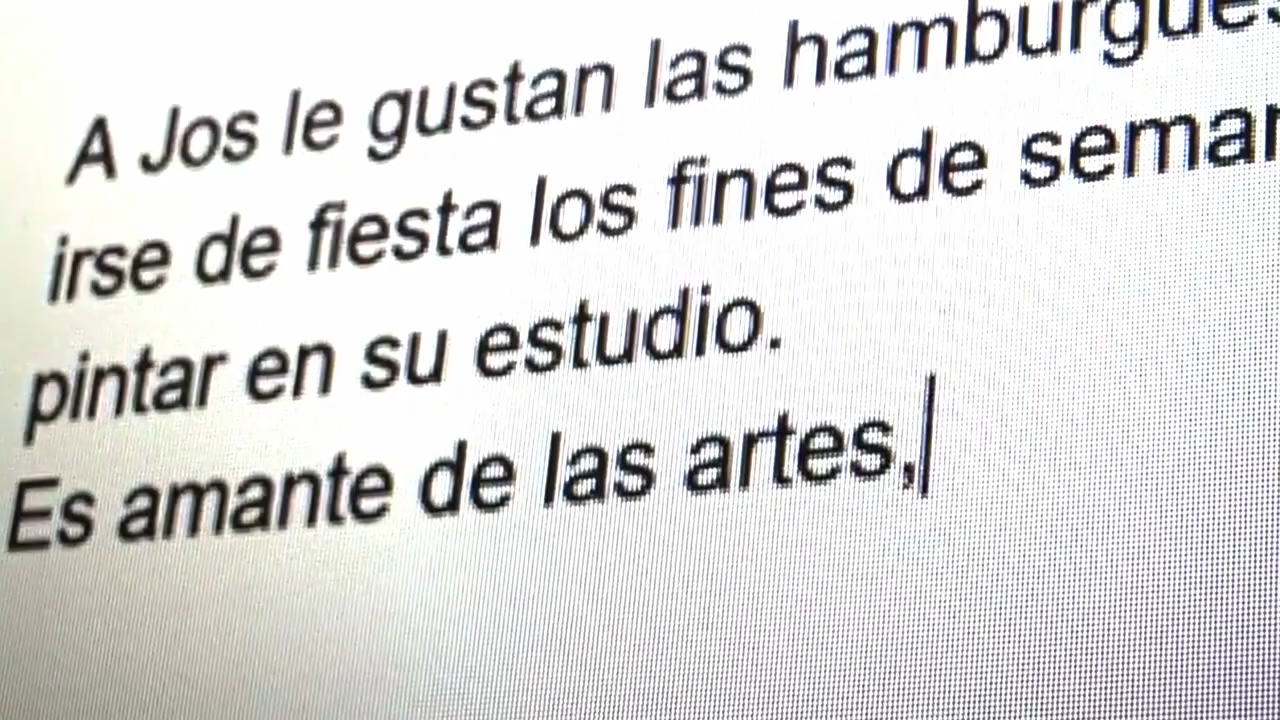 A Jos le gustan las
irse de fiesta los fines de
pintar en su estudio.
Es amante de las artes,